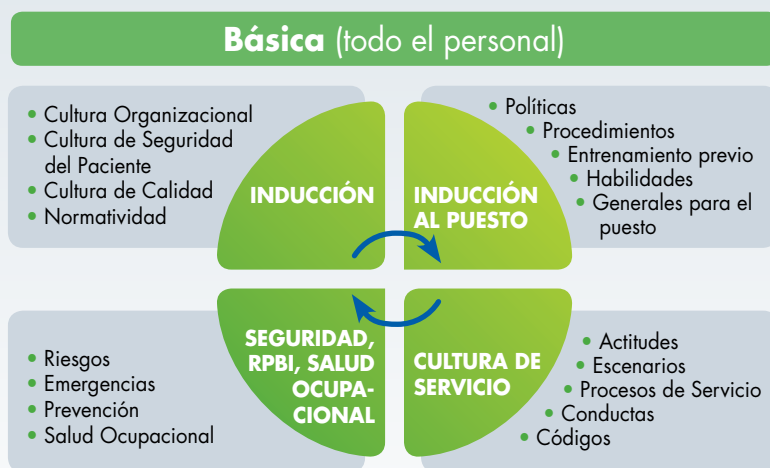 Básica (todo el personal)
• Cultura Organizacional
• Cultura de Seguridad
del Paciente
• Cultura de Calidad
• Normatividad
INDUCCIÓN
INDUCCIÓN
AL PUESTO
• Políticas
• Procedimientos
• Entrenamiento previo
• Habilidades
• Generales para el
puesto
• Riesgos
• Emergencias
• Prevención
• Salud Ocupacional
SEGURIDAD,
RPBI, SALUD
OCUPA-
CIONAL
CULTURA DE
SERVICIO
• Actitudes
• Escenarios
• Procesos de Servicio
• Conductas
• Códigos